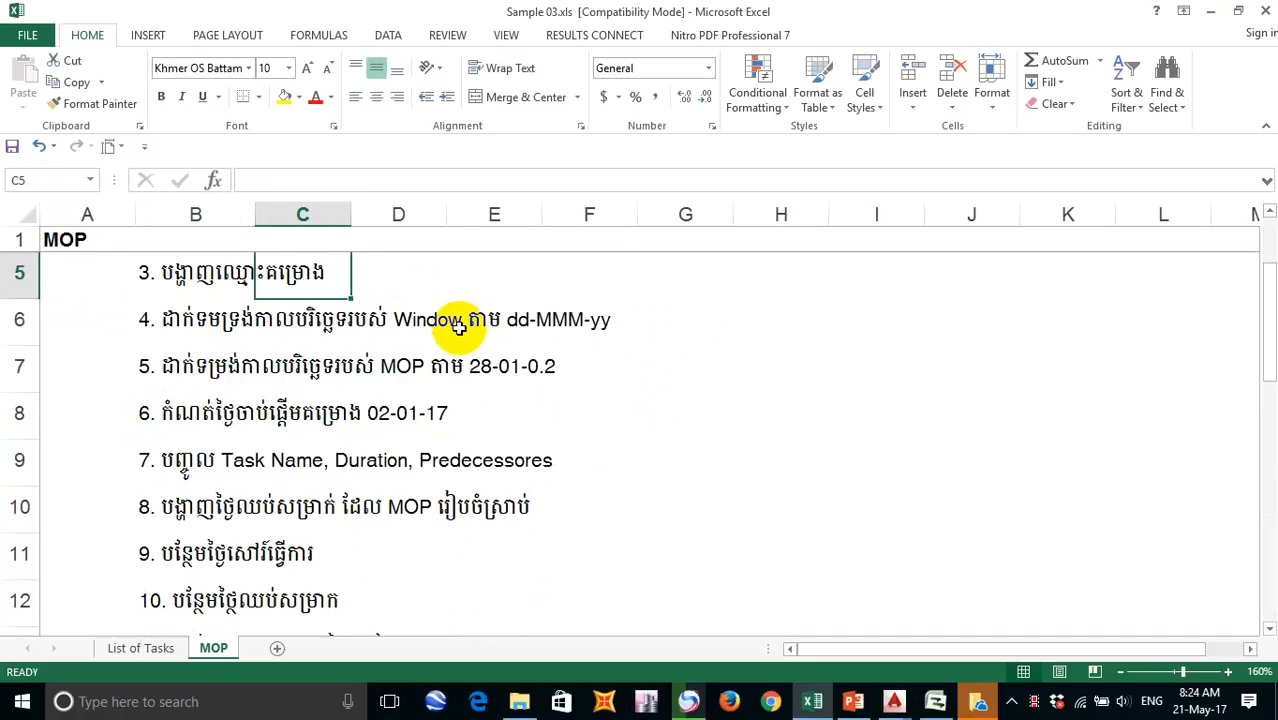 Sample 03.xls [Compatibility Mode] - Microsoft Excel
FILE HOME INSERT PAGE LAYOUT FORMULAS DATA REVIEW VIEW RESULTS CONNECT Nitro PDF Professional 7 Sign in
Paste Cut Copy Format Painter
Khmer OS Battam 10
B I U
Wrap Text
Merge & Center
General
$ % ,
Conditional Formatting
Format as Table
Cell Styles
Insert Delete Format
AutoSum Fill Clear
Sort & Filter
Find & Select
Clipboard Font Alignment Number Styles Cells Editing
C5 fx
A B C D E F G H I J K L
1 MOP
5 3. បង្ហាញឈ្មោះគម្រោង
6 4. ដាក់ទមទ្រង់កាលបរិច្ឆេទរបស់ Window តាម dd-MMM-yy
7 5. ដាក់ទម្រង់កាលបរិច្ឆេទរបស់ MOP តាម 28-01-0.2
8 6. កំណត់ថ្ងៃចាប់ផ្តើមគម្រោង 02-01-17
9 7. បញ្ចូល Task Name, Duration, Predecessores
10 8. បង្ហាញថ្ងៃឈប់សម្រាក់ ដែល MOP រៀបចំស្រាប់
11 9. បន្ថែមថ្ងៃសៅរ៍ធ្វើការ
12 10. បន្ថែមថ្ងៃឈប់សម្រាក
List of Tasks MOP
READY 160%
Type here to search
ENG
8:24 AM
21-May-17